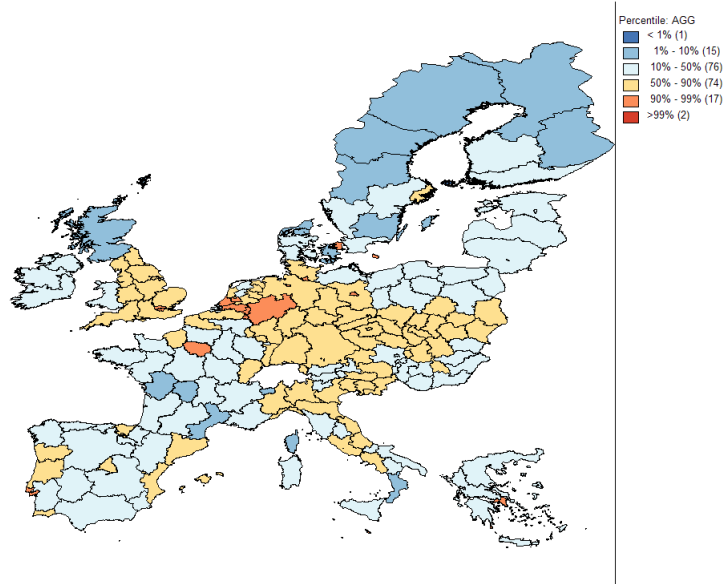 Percentile: AGG
< 1% (1)
1% - 10% (15)
10% - 50% (76)
50% - 90% (74)
90% - 99% (17)
>99% (2)